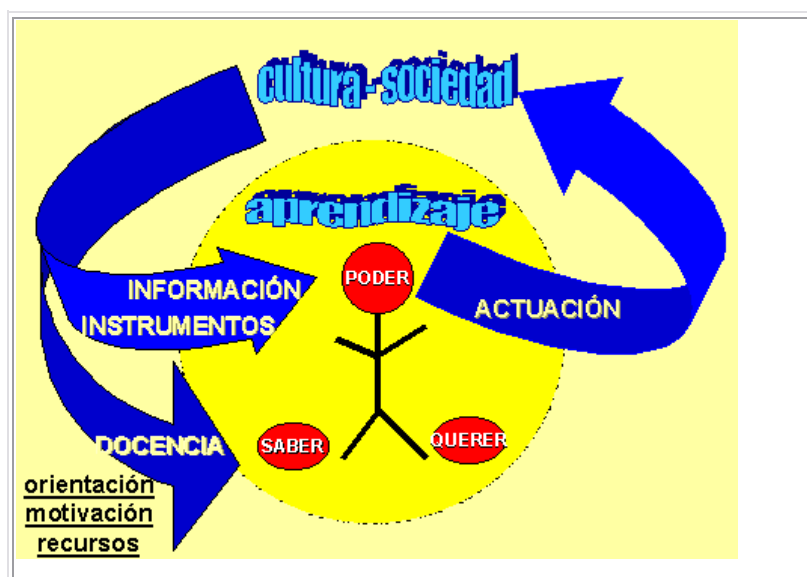 cultura - sociedad
aprendizaje
PODER
INFORMACIÓN
INSTRUMENTOS
ACTUACIÓN
DOCENCIA
SABER
QUERER
orientación
motivación
recursos